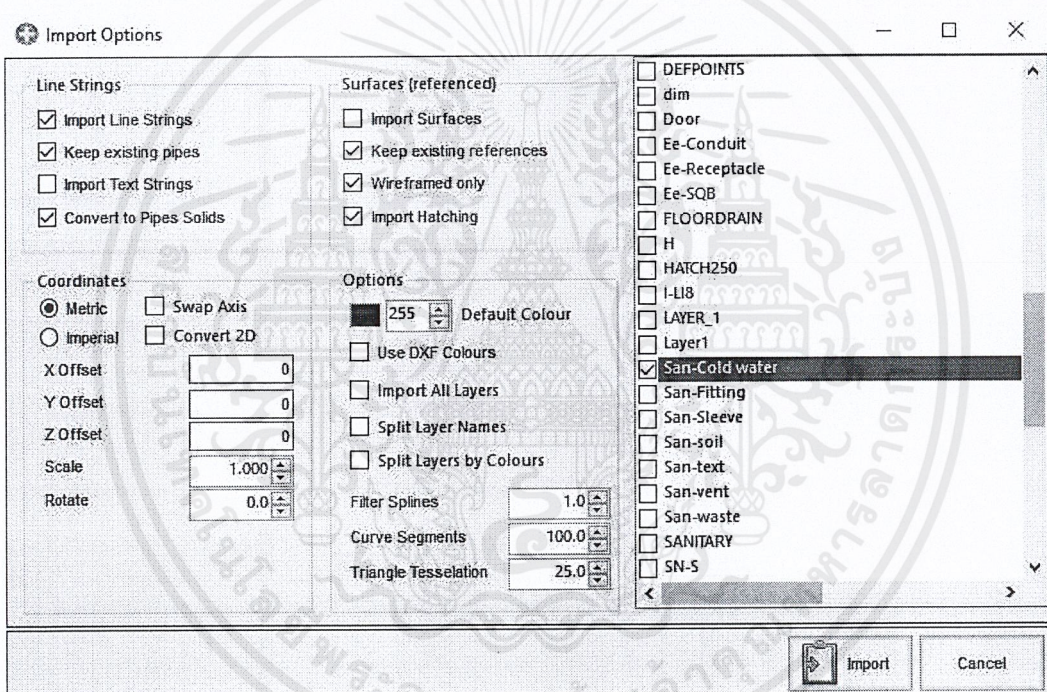 Import Options
Line Strings
Import Line Strings
Keep existing pipes
Import Text Strings
Convert to Pipes Solids
Surfaces (referenced)
Import Surfaces
Keep existing references
Wireframed only
Import Hatching
Coordinates
Metric
Swap Axis
Imperial
Convert 2D
X Offset 0
Y Offset 0
Z Offset 0
Scale 1.000
Rotate 0.0
Options
255 Default Colour
Use DXF Colours
Import All Layers
Split Layer Names
Split Layers by Colours
Filter Splines 1.0
Curve Segments 100.0
Triangle Tesselation 25.0
DEFPOINTS
dim
Door
Ee-Conduit
Ee-Receptacle
Ee-SQB
FLOORDRAIN
H
HATCH250
I-LI8
LAYER_1
Layer1
San-Cold water
San-Fitting
San-Sleeve
San-soil
San-text
San-vent
San-waste
SANITARY
SN-S
Import
Cancel